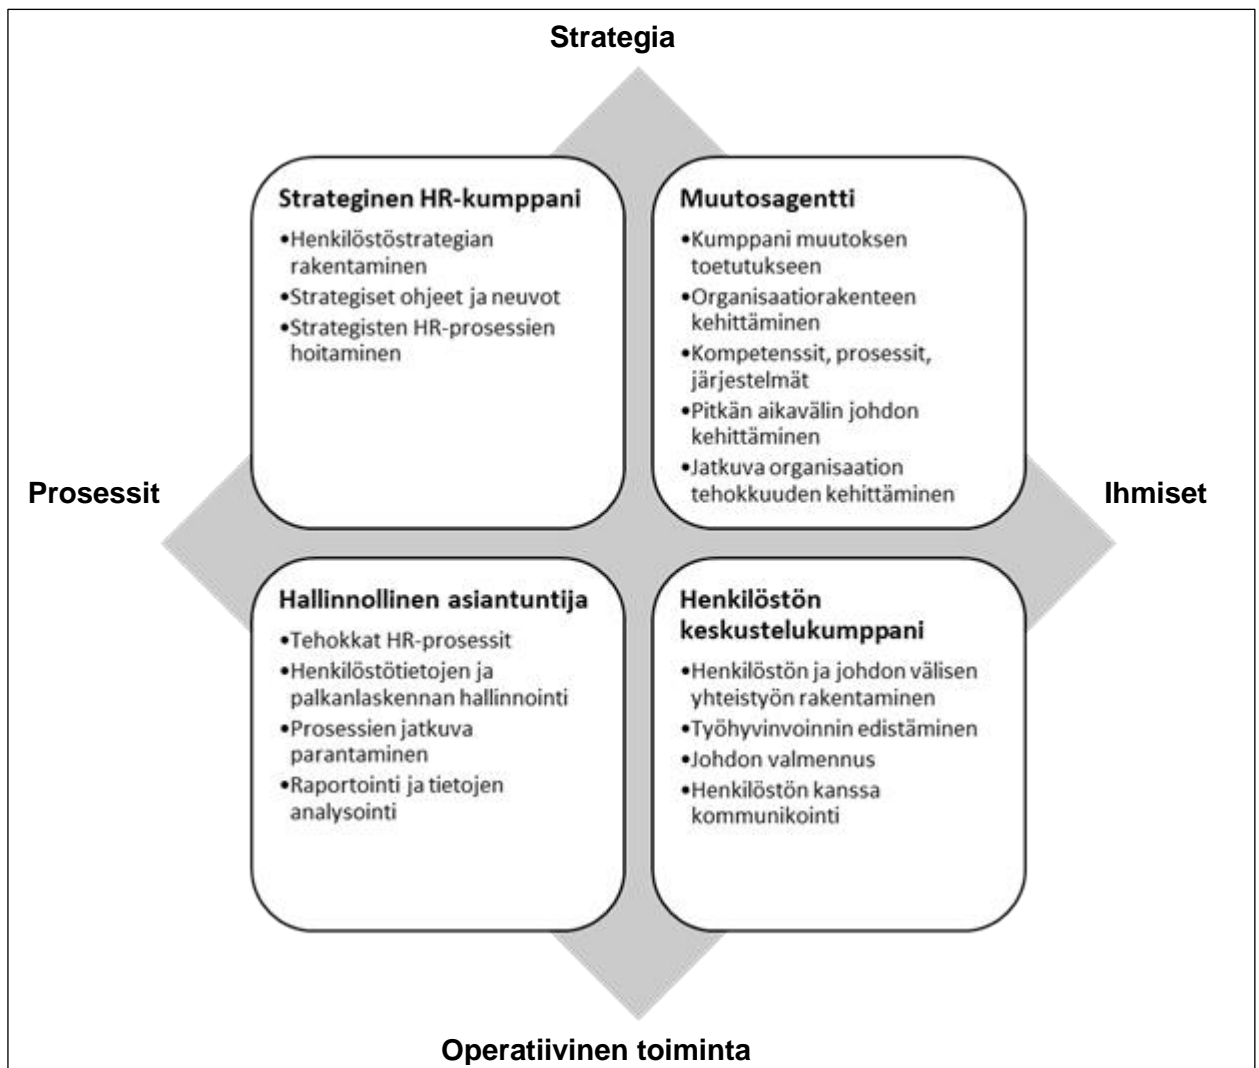 Strategia
Strateginen HR-kumppani
•Henkilöstöstrategian
rakentaminen
•Strategiset ohjeet ja neuvot
•Strategisten HR-prosessien
hoitaminen
Muutosagentti
•Kumppani muutoksen
toetutukseen
•Organisaatiorakenteen
kehittäminen
•Kompetenssit, prosessit,
järjestelmät
•Pitkän aikavälin johdon
kehittäminen
•Jatkuva organisaation
tehokkuuden kehittäminen
Prosessit
Ihmiset
Hallinnollinen asiantuntija
•Tehokkat HR-prosessit
•Henkilöstötietojen ja
palkanlaskennan hallinnointi
•Prosessien jatkuva
parantaminen
•Raportointi ja tietojen
analysointi
Henkilöstön
keskustelukumppani
•Henkilöstön ja johdon välisen
yhteistyön rakentaminen
•Työhyvinvoinnin edistäminen
•Johdon valmennus
•Henkilöstön kanssa
kommunikointi
Operatiivinen toiminta